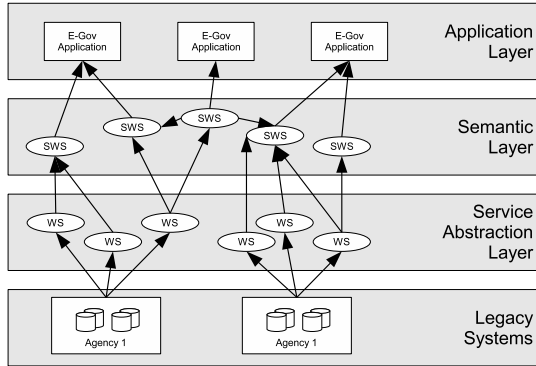 E-Gov
Application
E-Gov
Application
E-Gov
Application
Application
Layer
SWS
SWS
SWS
SWS
SWS
Semantic
Layer
WS
WS
WS
WS
WS
WS
Service
Abstraction
Layer
Agency 1
Agency 1
Legacy
Systems